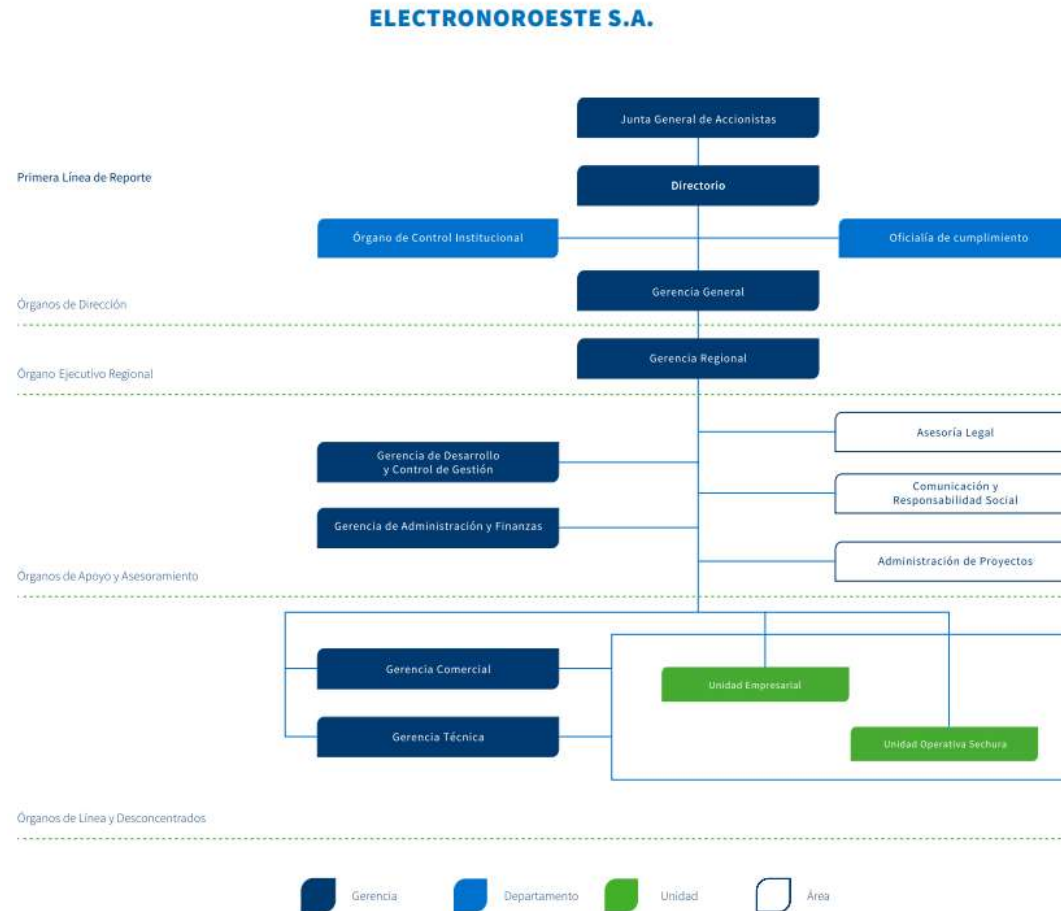 ELECTRONOROESTE S.A.
Junta General de Accionistas
Primera Línea de Reporte
Directorio
Órgano de Control Institucional
Oficialía de cumplimiento
Gerencia General
Órganos de Dirección
Gerencia Regional
Órgano Ejecutivo Regional
Asesoría Legal
Gerencia de Desarrollo
y Control de Gestión
Comunicación y
Responsabilidad Social
Gerencia de Administración y Finanzas
Administración de Proyectos
Órganos de Apoyo y Asesoramiento
Gerencia Comercial
Unidad Empresarial
Gerencia Técnica
Unidad Operativa Sechura
Órganos de Línea y Desconcentrados
Gerencia
Departamento
Unidad
Área